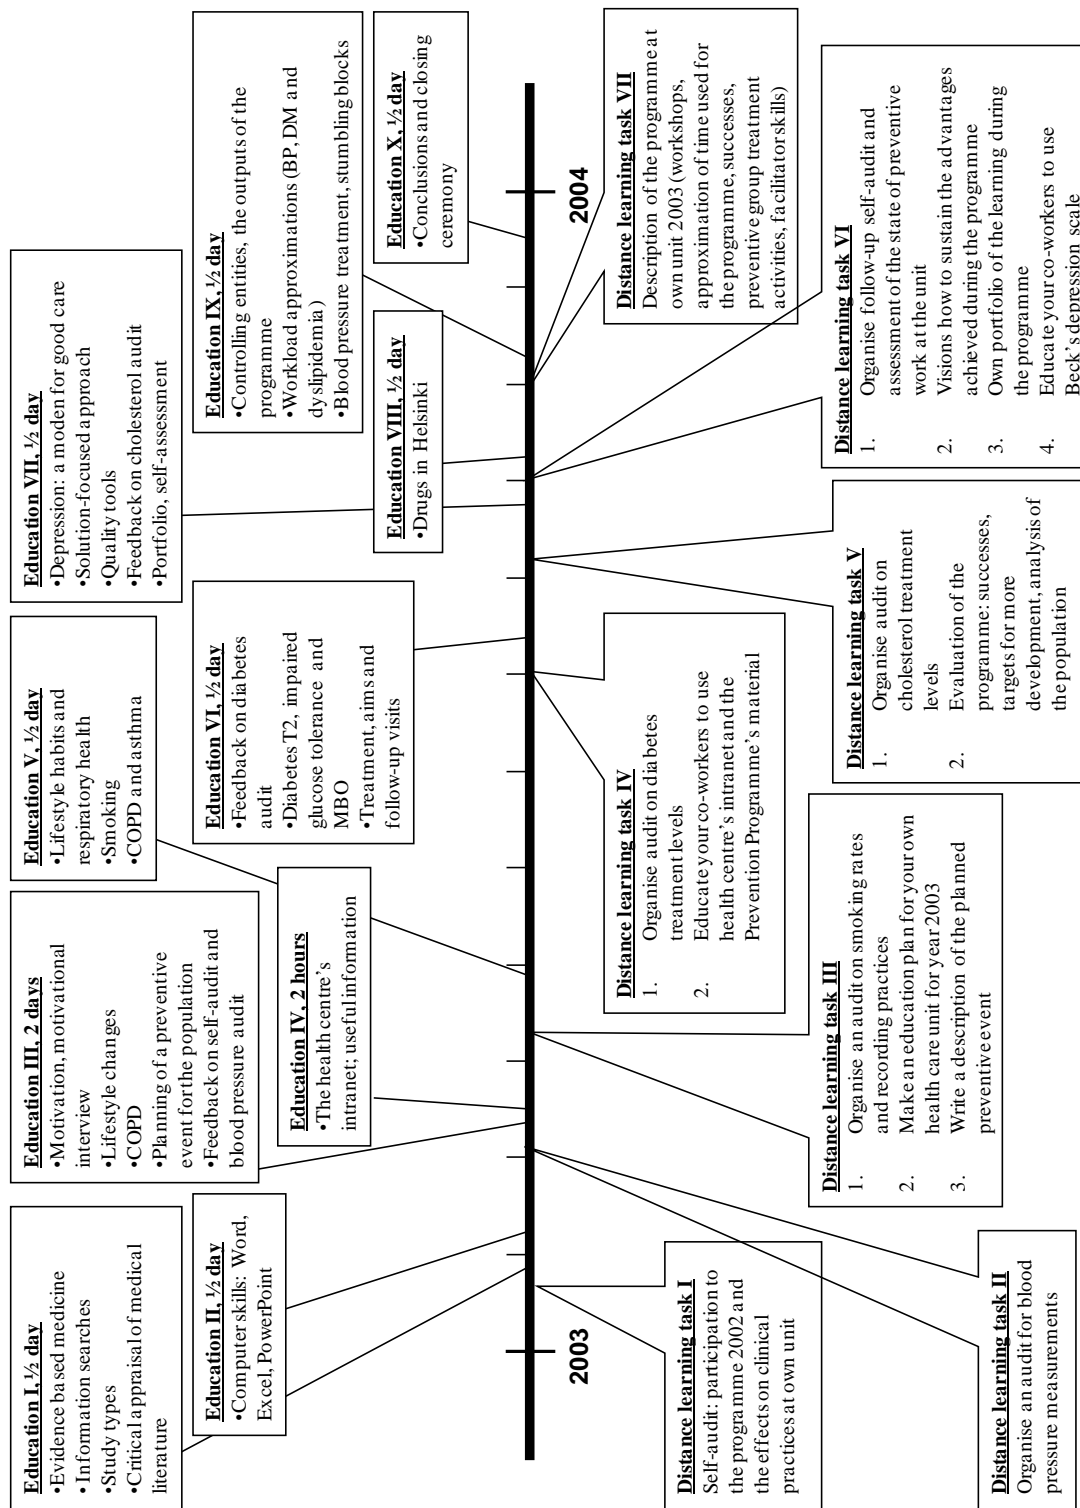 Education I, ½ day
•Evidence based medicine
•Information searches
•Study types
•Critical appraisal of medical
literature
Education II, ½ day
•Computer skills: Word,
Excel, PowerPoint
Education III, 2 days
•Motivation, motivational
interview
•Lifestyle changes
•COPD
•Planning of a preventive
event for the population
•Feedback on self-audit and
blood pressure audit
Education IV, 2 hours
•The health centre's
intranet; useful information
Education V, ½ day
•Lifestyle habits and
respiratory health
•Smoking
•COPD and asthma
Education VI, ½ day
•Feedback on diabetes
audit
•Diabetes T2, impaired
glucose tolerance and
MBO
•Treatment, aims and
follow-up visits
Education VII, ½ day
•Depression: a moden for good care
•Solution-focused approach
•Quality tools
•Feedback on cholesterol audit
•Portfolio, self-assessment
Education VIII, ½ day
•Drugs in Helsinki
Education IX, ½ day
•Controlling entities, the outputs of the
programme
•Workload approximations (BP, DM and
dyslipidemia)
•Blood pressure treatment, stumbling blocks
Education X, ½ day
•Conclusions and closing
ceremony
2003
2004
Distance learning task I
Self-audit: participation to
the programme 2002 and
the effects on clinical
practices at own unit
Distance learning task II
Organise an audit for blood
pressure measurements
Distance learning task III
1. Organise an audit on smoking rates
and recording practices
2. Make an education plan for your own
health care unit for year 2003
3. Write a description of the planned
preventive event
Distance learning task IV
1. Organise audit on diabetes
treatment levels
2. Educate your co-workers to use
health centre's intranet and the
Prevention Programme's material
Distance learning task V
1. Organise audit on
cholesterol treatment
levels
2. Evaluation of the
programme: successes,
targets for more
development, analysis of
the population
Distance learning task VI
1. Organise follow-up self-audit and
assessment of the state of preventive
work at the unit
2. Visions how to sustain the advantages
achieved during the programme
3. Own portfolio of the learning during
the programme
4. Educate your co-workers to use
Beck's depression scale
Distance learning task VII
Description of the programme at
own unit 2003 (workshops,
approximation of time used for
the programme, successes,
preventive group treatment
activities, facilitator skills)